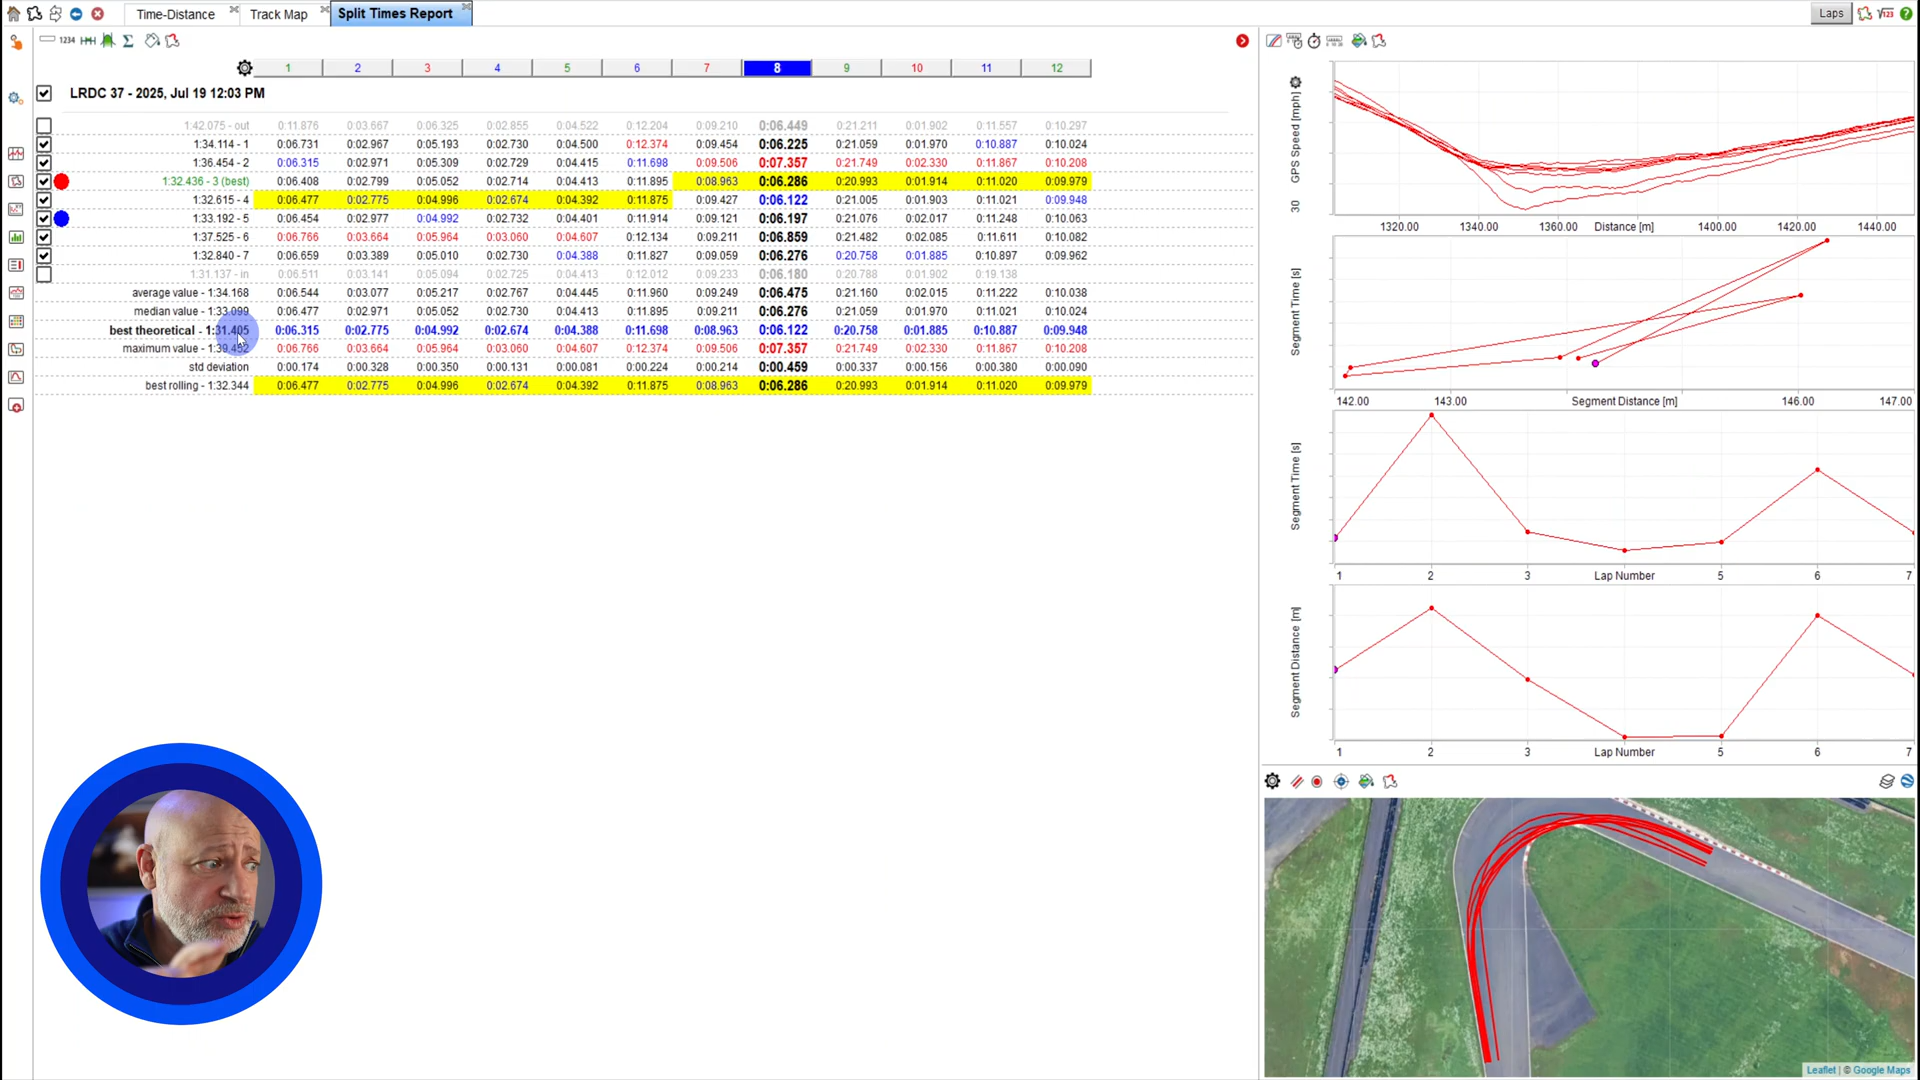 Time-Distance Track Map Split Times Report Laps
1234
1 2 3 4 5 6 7 8 9 10 11 12
LRDC 37 - 2025, Jul 19 12:03 PM
1:42.075 - out 0:11.876 0:03.667 0:06.325 0:02.855 0:04.522 0:12.204 0:09.210 0:06.449 0:21.211 0:01.902 0:11.557 0:10.297
1:34.114 - 1 0:06.731 0:02.967 0:05.193 0:02.730 0:04.500 0:12.374 0:09.454 0:06.225 0:21.059 0:01.970 0:10.887 0:10.024
1:36.454 - 2 0:06.315 0:02.971 0:05.309 0:02.729 0:04.415 0:11.698 0:09.506 0:07.357 0:21.749 0:02.330 0:11.867 0:10.208
1:32.436 - 3 (best) 0:06.408 0:02.799 0:05.052 0:02.714 0:04.413 0:11.895 0:08.963 0:06.286 0:20.993 0:01.914 0:11.020 0:09.979
1:32.615 - 4 0:06.477 0:02.775 0:04.996 0:02.674 0:04.392 0:11.875 0:09.427 0:06.122 0:21.005 0:01.903 0:11.021 0:09.948
1:33.192 - 5 0:06.454 0:02.977 0:04.992 0:02.732 0:04.401 0:11.914 0:09.121 0:06.197 0:21.076 0:02.017 0:11.248 0:10.063
1:37.525 - 6 0:06.766 0:03.664 0:05.964 0:03.060 0:04.607 0:12.134 0:09.211 0:06.859 0:21.482 0:02.085 0:11.611 0:10.082
1:32.840 - 7 0:06.659 0:03.389 0:05.010 0:02.730 0:04.388 0:11.827 0:09.059 0:06.276 0:20.758 0:01.885 0:10.897 0:09.962
1:31.137 - in 0:06.511 0:03.141 0:05.094 0:02.725 0:04.413 0:12.012 0:09.233 0:06.180 0:20.788 0:01.902 0:19.138
average value - 1:34.168 0:06.544 0:03.077 0:05.217 0:02.767 0:04.445 0:11.960 0:09.249 0:06.475 0:21.160 0:02.015 0:11.222 0:10.038
median value - 1:33.099 0:06.477 0:02.971 0:05.052 0:02.730 0:04.413 0:11.895 0:09.211 0:06.276 0:21.059 0:01.970 0:11.021 0:10.024
best theoretical - 1:31.405 0:06.315 0:02.775 0:04.992 0:02.674 0:04.388 0:11.698 0:08.963 0:06.122 0:20.758 0:01.885 0:10.887 0:09.948
maximum value - 1:39.452 0:06.766 0:03.664 0:05.964 0:03.060 0:04.607 0:12.374 0:09.506 0:07.357 0:21.749 0:02.330 0:11.867 0:10.208
std deviation 0:00.174 0:00.328 0:00.350 0:00.131 0:00.081 0:00.224 0:00.214 0:00.459 0:00.337 0:00.156 0:00.380 0:00.090
best rolling - 1:32.344 0:06.477 0:02.775 0:04.996 0:02.674 0:04.392 0:11.875 0:08.963 0:06.286 0:20.993 0:01.914 0:11.020 0:09.979
GPS Speed [mph]
30
1320.00 1340.00 1360.00 Distance [m] 1400.00 1420.00 1440.00
Segment Time [s]
142.00 143.00 Segment Distance [m] 146.00 147.00
Segment Time [s]
1 2 3 Lap Number 5 6 7
Segment Distance [m]
1 2 3 Lap Number 5 6 7
Leaflet | © Google Maps